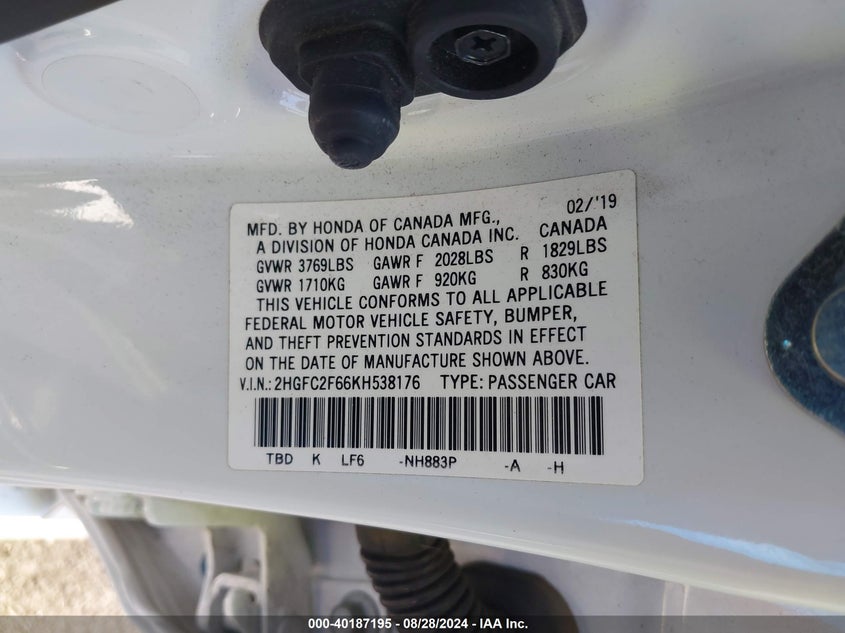 02/'19
MFD. BY HONDA OF CANADA MFG.,
A DIVISION OF HONDA CANADA INC. CANADA
GVWR 3769LBS GAWR F 2028LBS R 1829LBS
GVWR 1710KG GAWR F 920KG R 830KG
THIS VEHICLE CONFORMS TO ALL APPLICABLE
FEDERAL MOTOR VEHICLE SAFETY, BUMPER,
AND THEFT PREVENTION STANDARDS IN EFFECT
ON THE DATE OF MANUFACTURE SHOWN ABOVE.
V.I.N.: 2HGFC2F66KH538176 TYPE: PASSENGER CAR
TBD K LF6 -NH883P -A -H
000-40187195 - 08/28/2024 - IAA Inc.